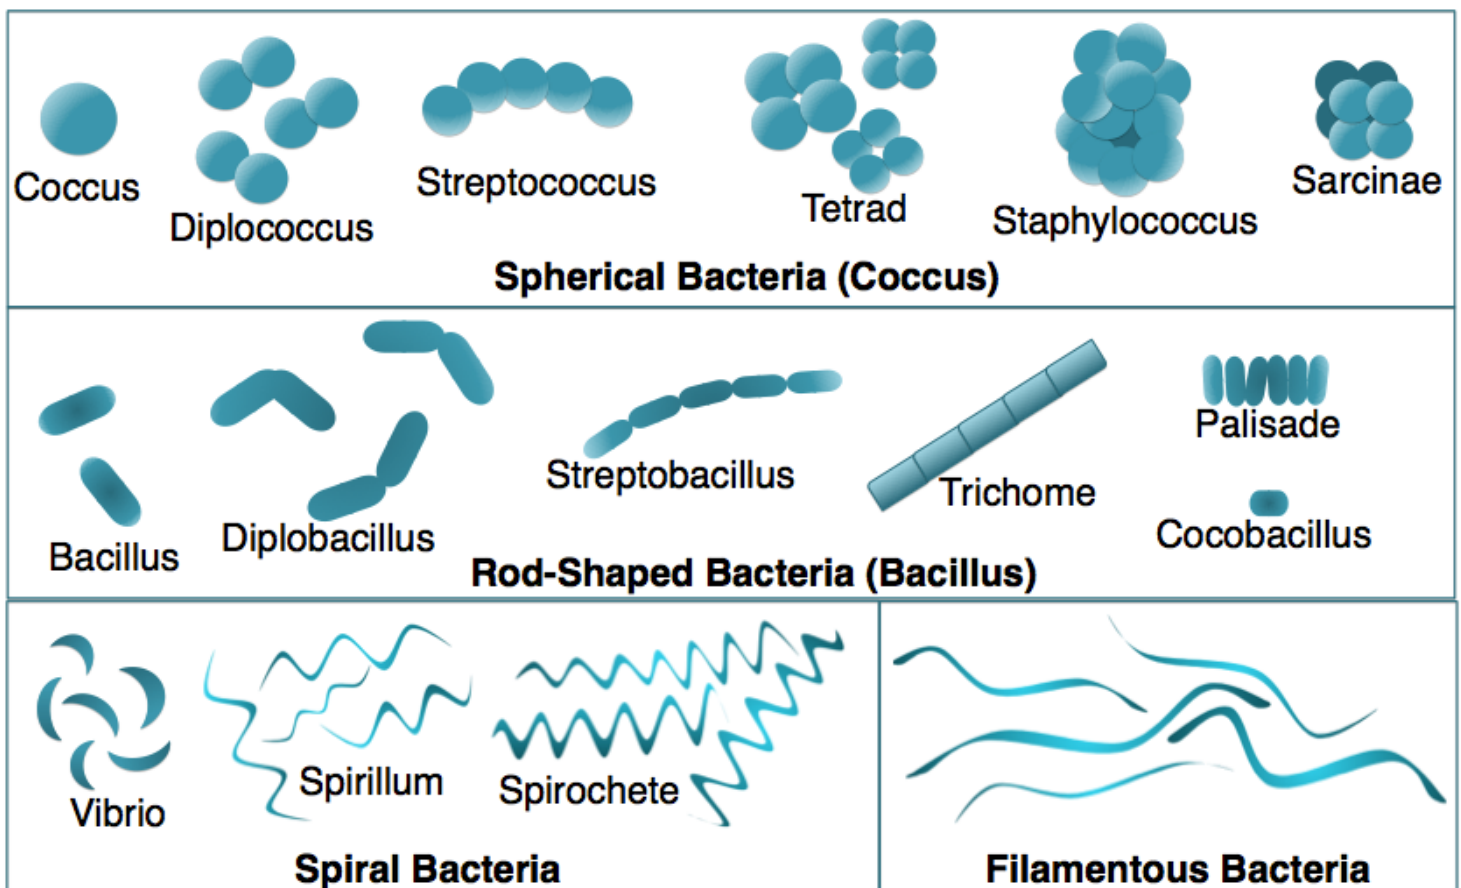 Coccus
Diplococcus
Streptococcus
Tetrad
Staphylococcus
Sarcinae
Spherical Bacteria (Coccus)
Bacillus
Diplobacillus
Streptobacillus
Trichome
Palisade
Cocobacillus
Rod-Shaped Bacteria (Bacillus)
Vibrio
Spirillum
Spirochete
Spiral Bacteria
Filamentous Bacteria